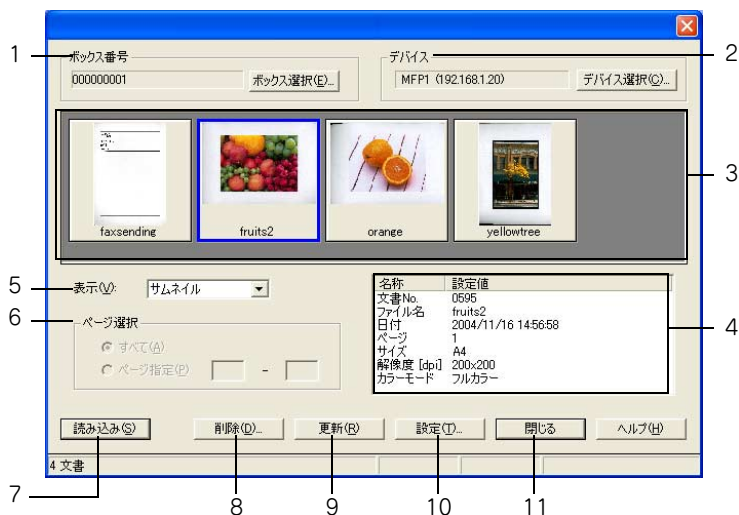 1
ボックス番号
000000001
ボックス選択(E)...
デバイス
MFP1 (192.168.1.20)
デバイス選択(C)...
2
faxsending
fruits2
orange
yellowtree
3
5
表示(V):
サムネイル
名称 設定値
文書No. 0595
ファイル名 fruits2
日付 2004/11/16 14:56:58
ページ 1
サイズ A4
解像度 [dpi] 200x200
カラーモード フルカラー
4
6
ページ選択
すべて(A)
ページ指定(P)
-
読み込み(S)
削除(D)...
更新(R)
設定(T)...
閉じる
ヘルプ(H)
4 文書
7
8
9
10
11